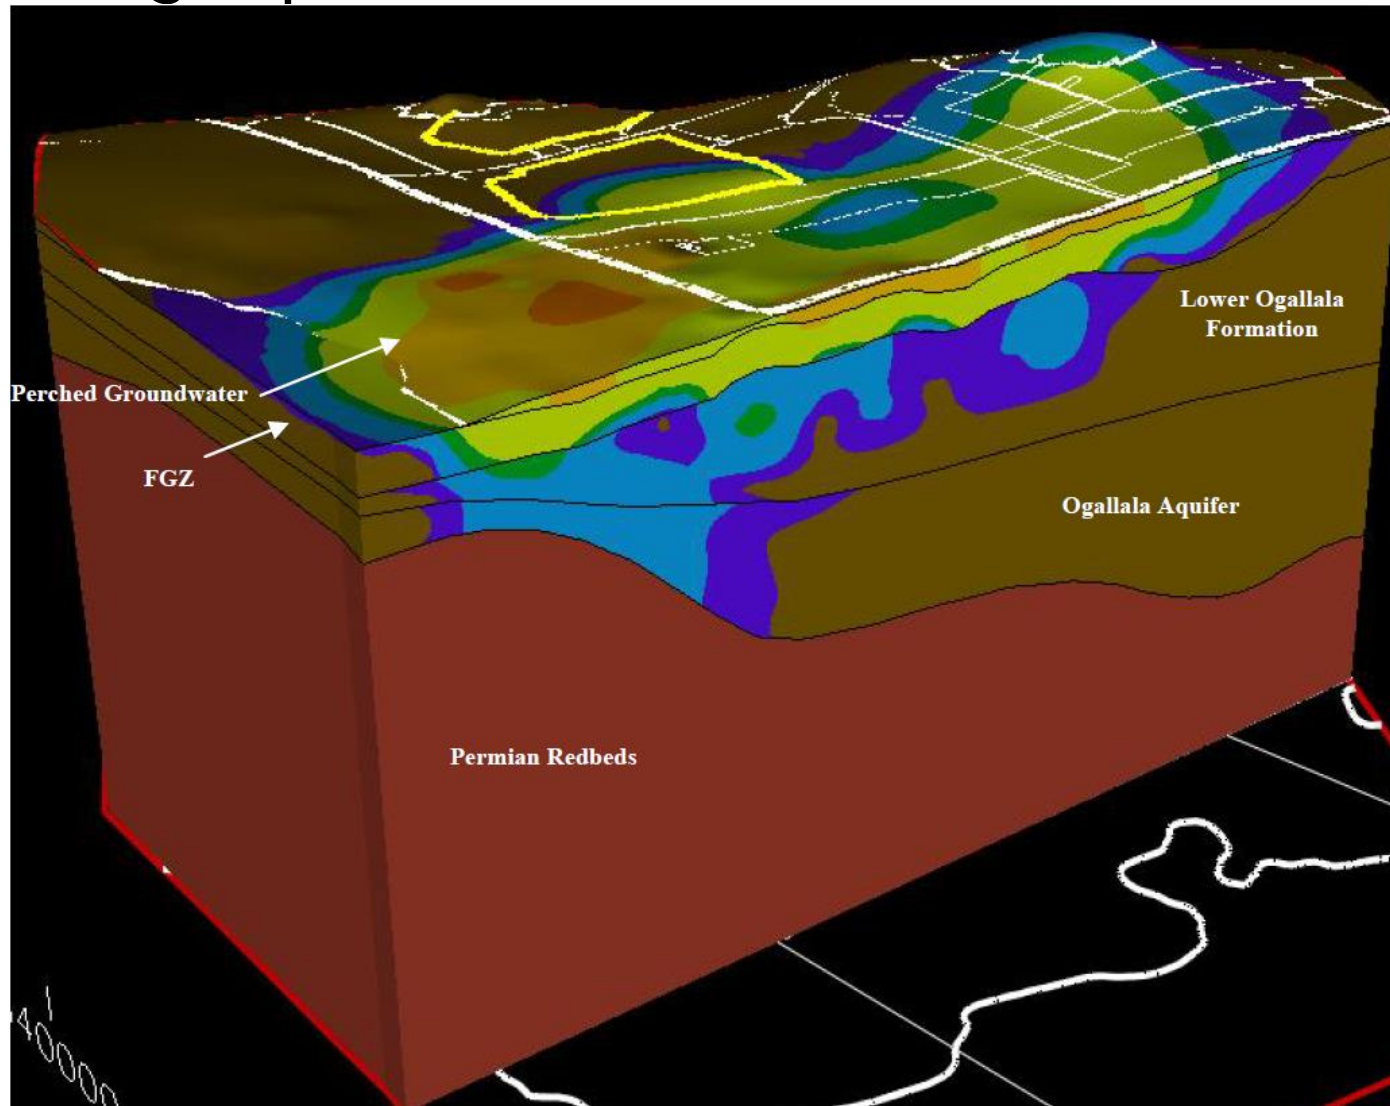 Lower Ogallala
Formation
Perched Groundwater
FGZ
Ogallala Aquifer
Permian Redbeds